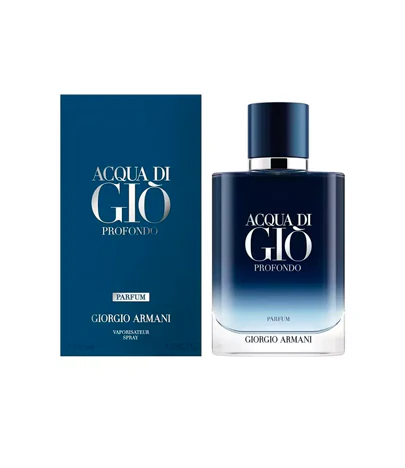 ACQUA DI
GIÒ
PROFONDO
PARFUM
GIORGIO ARMANI
VAPORISATEUR
SPRAY
ACQUA DI
GIÒ
PROFONDO
PARFUM
GIORGIO ARMANI